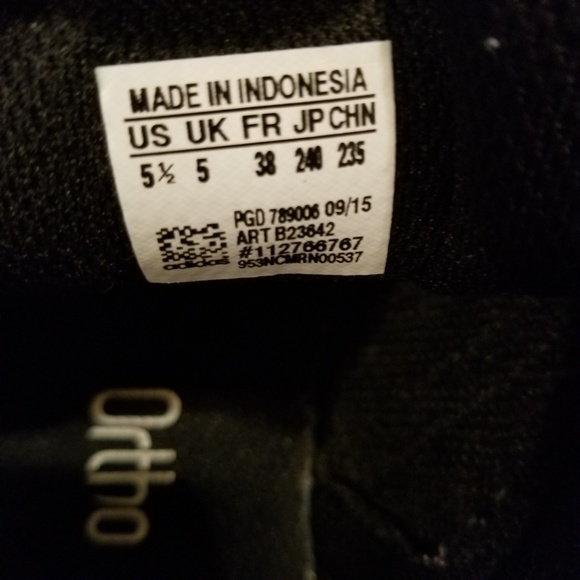 MADE IN INDONESIA
US UK FR JP CHN
5½ 5 38 240 235
PGD 789006 09/15
ART B23642
#112766767
953NCMRN00537
adidas
Ortho